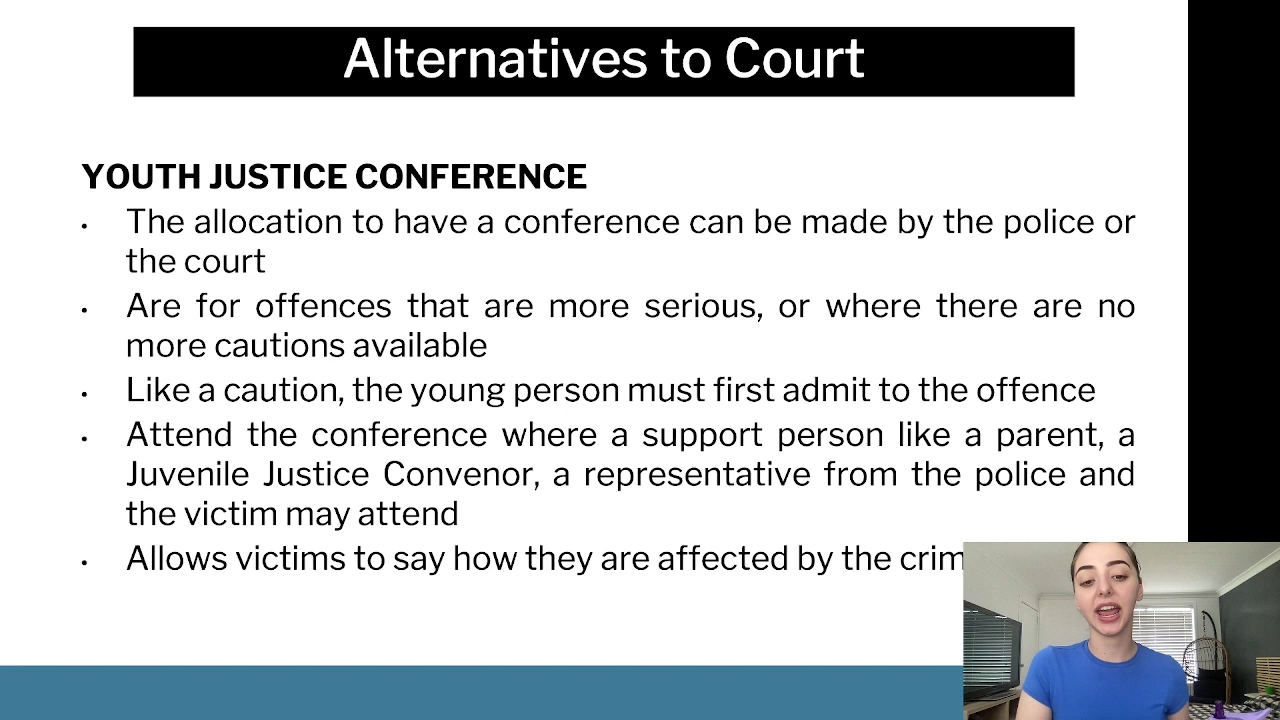 Alternatives to Court
YOUTH JUSTICE CONFERENCE
• The allocation to have a conference can be made by the police or
the court
• Are for offences that are more serious, or where there are no
more cautions available
• Like a caution, the young person must first admit to the offence
• Attend the conference where a support person like a parent, a
Juvenile Justice Convenor, a representative from the police and
the victim may attend
• Allows victims to say how they are affected by the